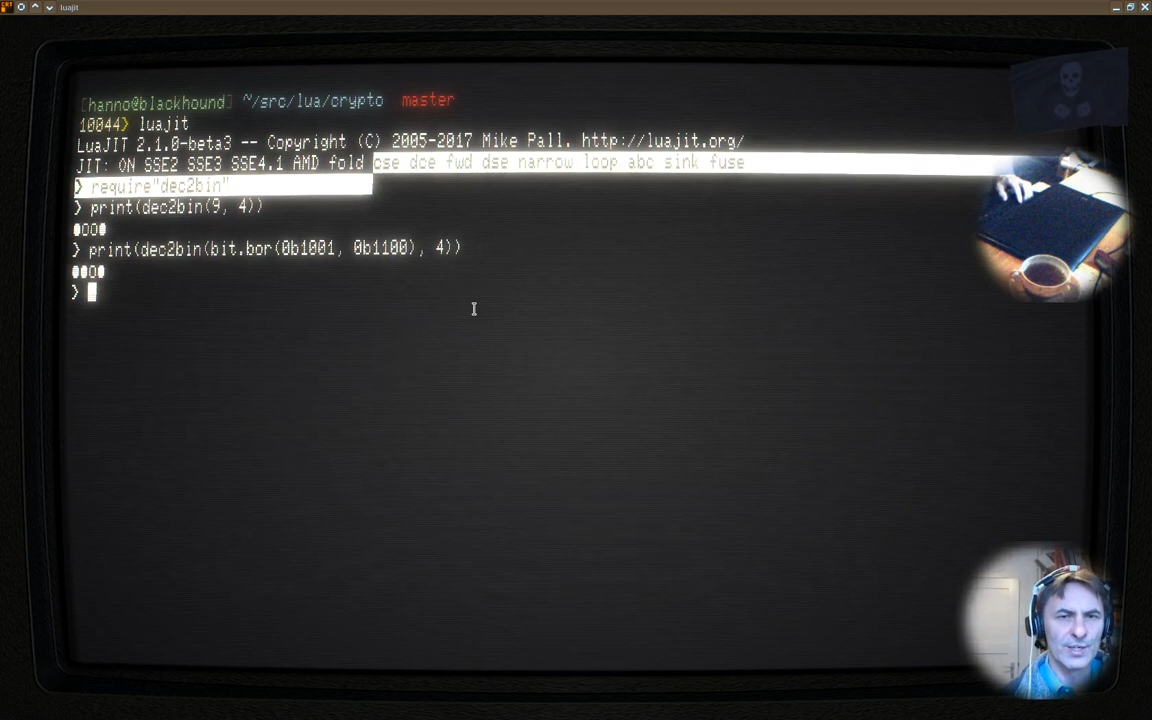 luajit
[hanno@blackhound] ~/src/lua/crypto master
10044> luajit
LuaJIT 2.1.0-beta3 -- Copyright (C) 2005-2017 Mike Pall. http://luajit.org/
JIT: ON SSE2 SSE3 SSE4.1 AMD fold cse dce fwd dse narrow loop abc sink fuse
> require"dec2bin"
> print(dec2bin(9, 4))
●○○●
> print(dec2bin(bit.bor(0b1001, 0b1100), 4))
●●○●
>